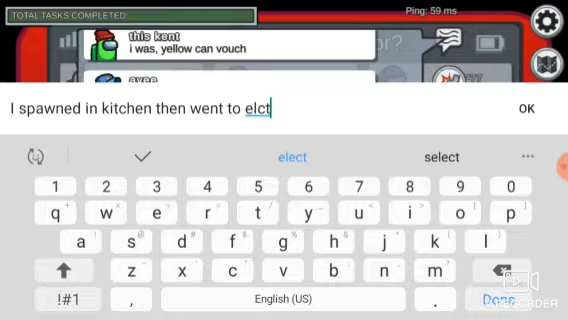 TOTAL TASKS COMPLETED
Ping: 59 ms
this kent
or?
i was, yellow can vouch
I spawned in kitchen then went to elct
OK
elect select
1 2 3 4 5 6 7 8 9 0
q w e r t y u i o p
a s d f g h j k l
z x c v b n m
!#1 , English (US) . Done